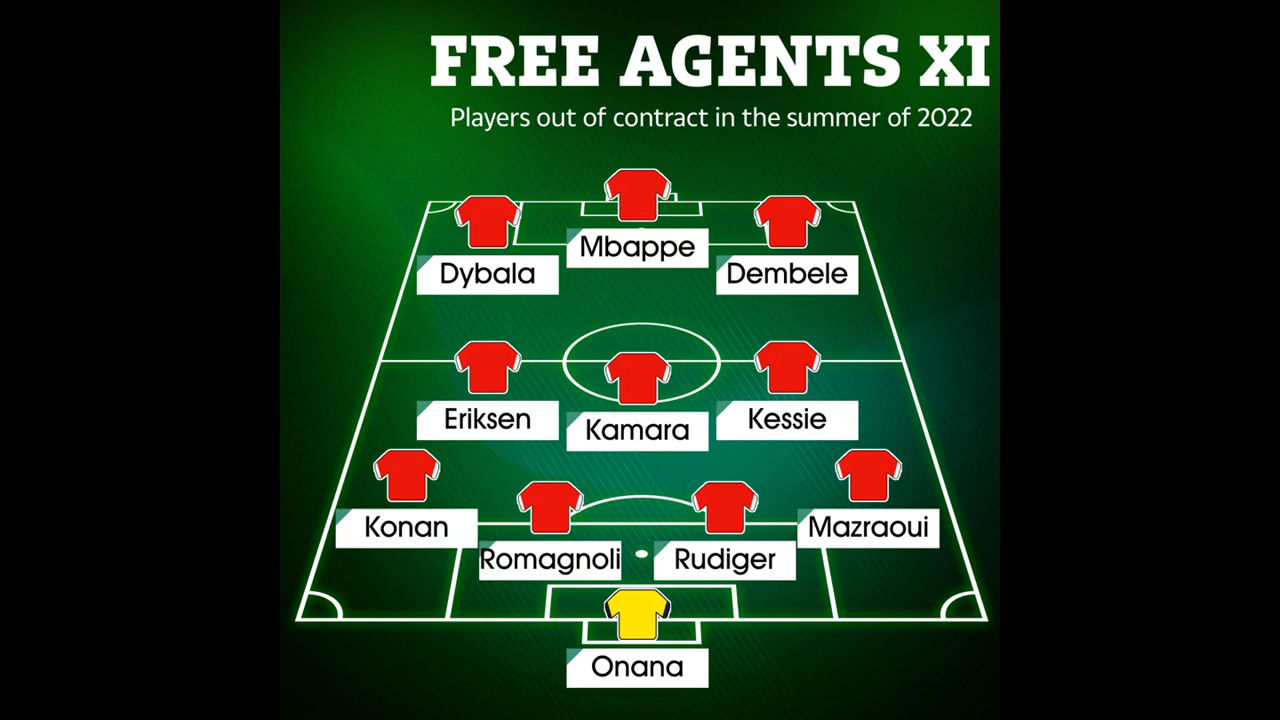 FREE AGENTS XI
Players out of contract in the summer of 2022
Mbappe
Dybala
Dembele
Eriksen
Kamara
Kessie
Konan
Mazraoui
Romagnoli
Rudiger
Onana